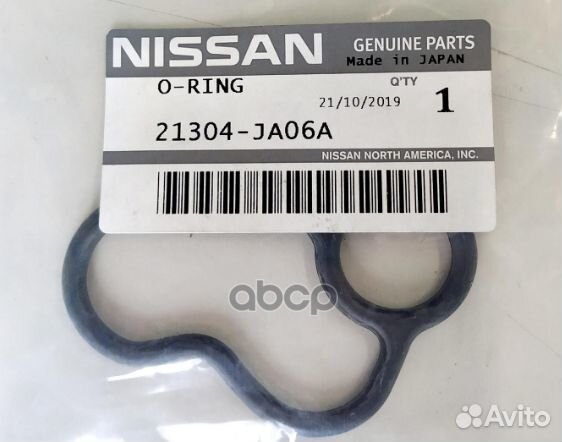 NISSAN
GENUINE PARTS
Made in JAPAN
O-RING
Q'TY
21/10/2019
1
21304-JA06A
NISSAN NORTH AMERICA, INC.
abcp
Avito